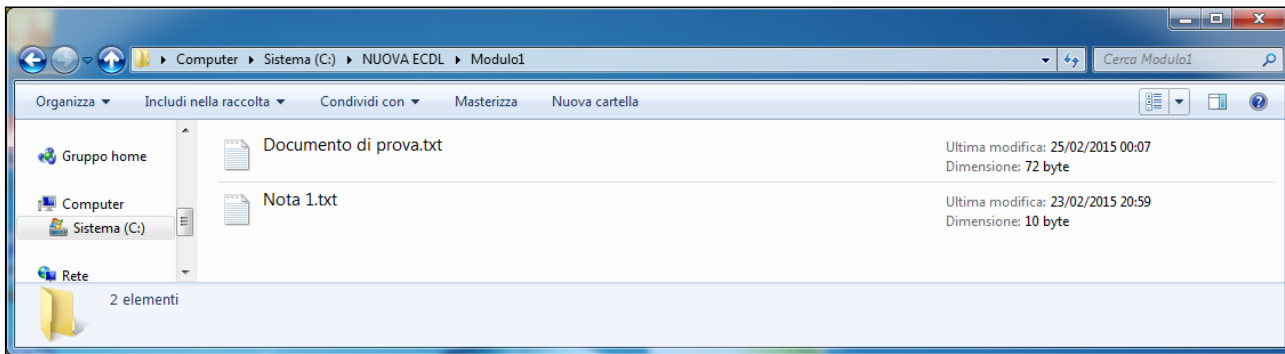 Computer Sistema (C:) NUOVA ECDL Modulo1
Cerca Modulo1
Organizza Includi nella raccolta Condividi con Masterizza Nuova cartella
Gruppo home
Computer
Sistema (C:)
Rete
Documento di prova.txt
Ultima modifica: 25/02/2015 00:07
Dimensione: 72 byte
Nota 1.txt
Ultima modifica: 23/02/2015 20:59
Dimensione: 10 byte
2 elementi